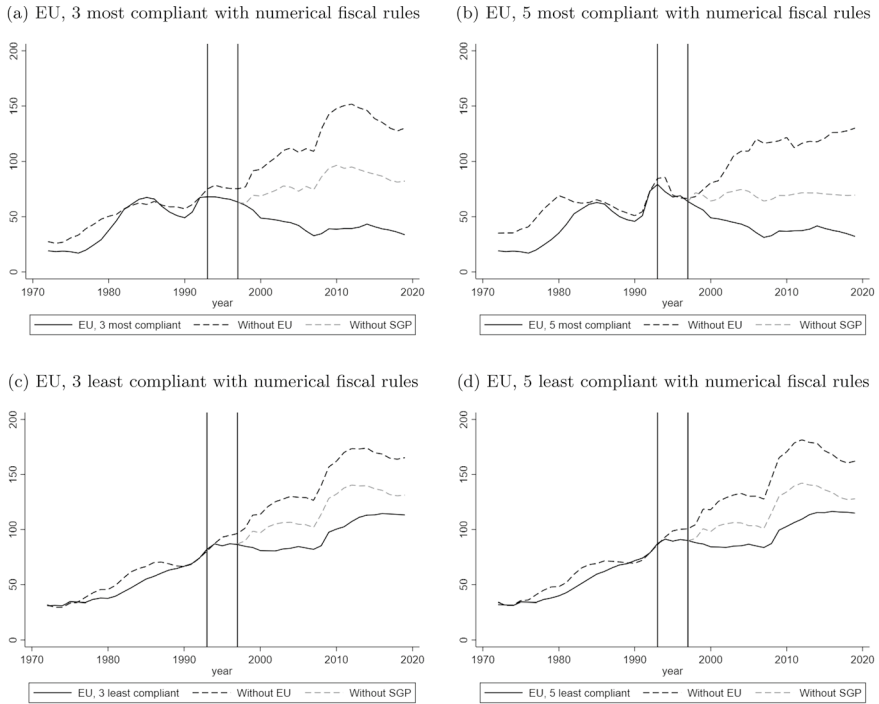 (a) EU, 3 most compliant with numerical fiscal rules
200
150
100
50
0
1970 1980 1990 2000 2010 2020
year
EU, 3 most compliant Without EU Without SGP
(b) EU, 5 most compliant with numerical fiscal rules
200
150
100
50
0
1970 1980 1990 2000 2010 2020
year
EU, 5 most compliant Without EU Without SGP
(c) EU, 3 least compliant with numerical fiscal rules
200
150
100
50
0
1970 1980 1990 2000 2010 2020
year
EU, 3 least compliant Without EU Without SGP
(d) EU, 5 least compliant with numerical fiscal rules
200
150
100
50
0
1970 1980 1990 2000 2010 2020
year
EU, 5 least compliant Without EU Without SGP